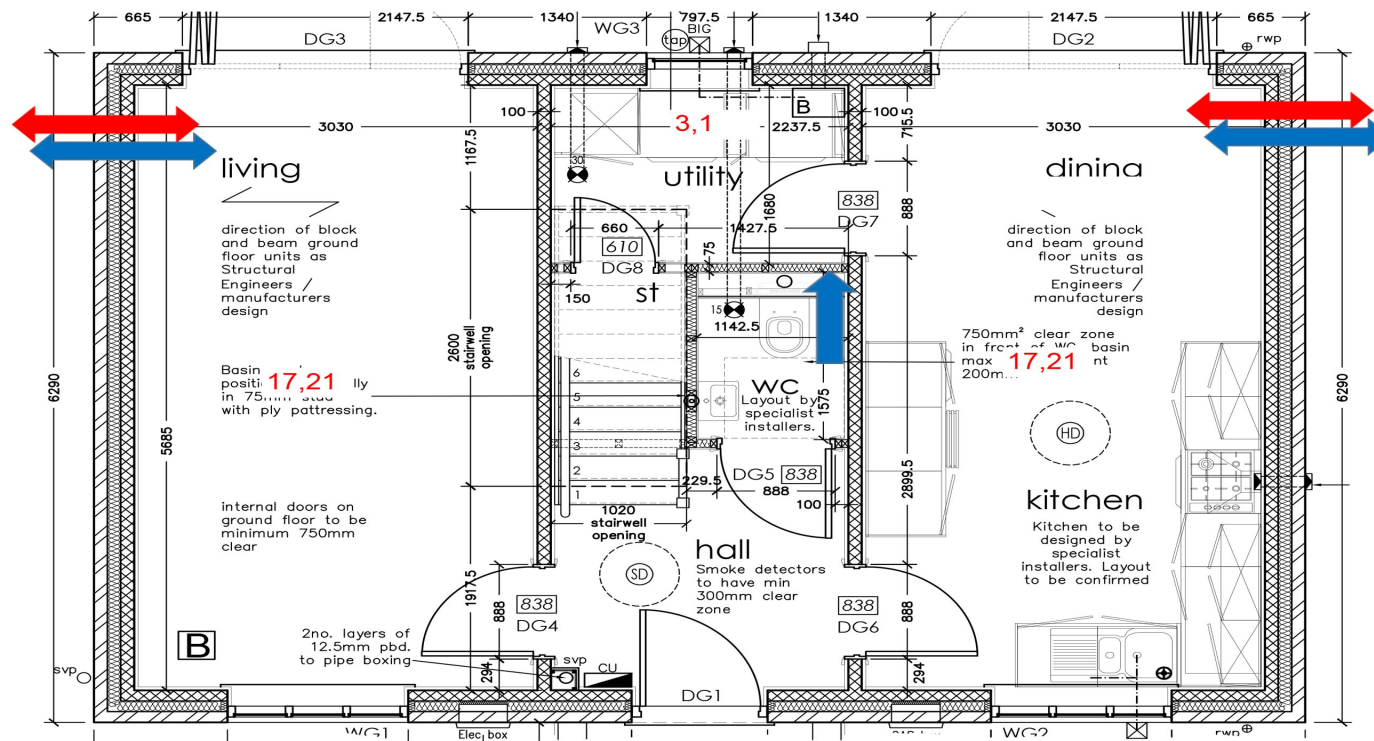 665
2147.5
1340
797.5
1340
2147.5
665
DG3
WG3
tap
BIG
DG2
rwp
100
3030
3,1
B
2237.5
100
715.5
3030
living
1167.5
30
utility
dining
838
DG7
888
1680
direction of block
and beam ground
floor units as
Structural
Engineers /
manufacturers
design
660
1427.5
610
DG8
75
direction of block
and beam ground
floor units as
Structural
Engineers /
manufacturers
design
150
st
15
1142.5
2600
stairwell
opening
750mm² clear zone
in front of WC basin
max
200m
17,21
17,21
Basin
positi
lly
in 75mm stud
with ply pattressing.
6
5
4
3
2
1
WC
Layout by
specialist
installers.
1575
HD
6290
5685
6290
229.5
DG5
838
888
100
2899.5
kitchen
Kitchen to be
designed by
specialist
installers. Layout
to be confirmed
internal doors on
ground floor to be
minimum 750mm
clear
1020
stairwell
opening
hall
Smoke detectors
to have min
300mm clear
zone
SD
1917.5
888
838
DG4
838
DG6
888
B
2no. layers of
12.5mm pbd.
to pipe boxing
svp
svp
CU
294
294
DG1
WG1
Elec box
WG2
rwp